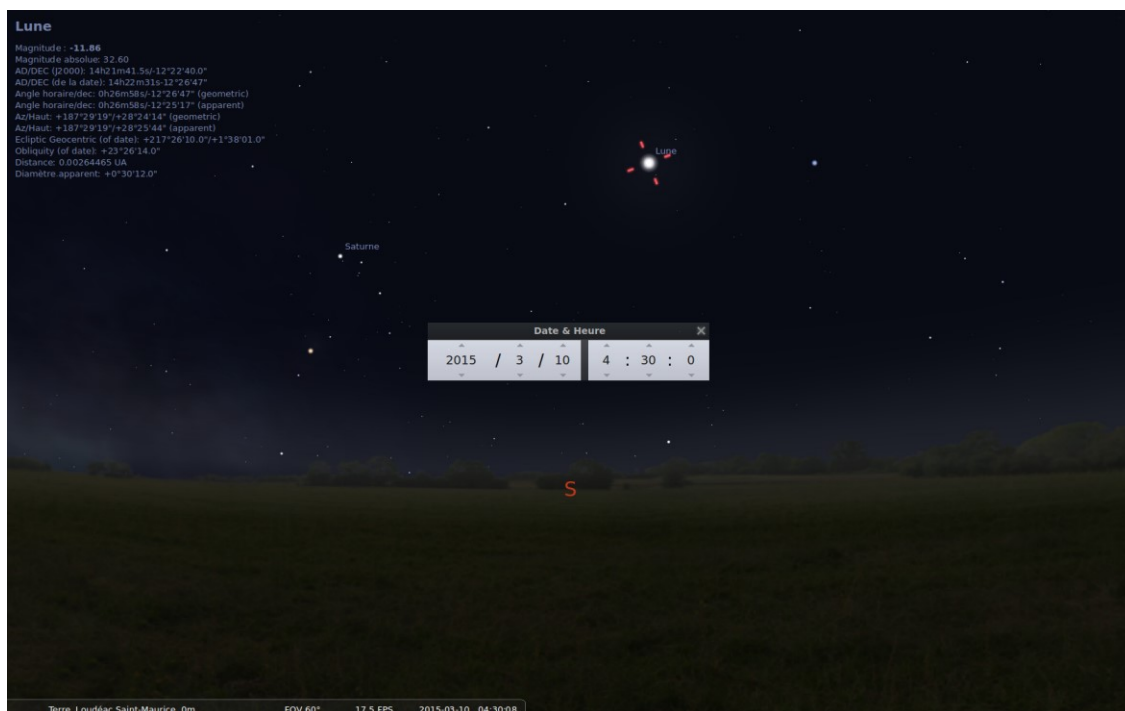 Lune
Magnitude : -11.86
Magnitude absolue: 32.60
AD/DEC (J2000): 14h21m41.5s/-12°22'40.0"
AD/DEC (de la date): 14h22m31s-12°26'47"
Angle horaire/dec: 0h26m58s/-12°26'47" (geometric)
Angle horaire/dec: 0h26m58s/-12°25'17" (apparent)
Az/Haut: +187°29'19"/+28°24'14" (geometric)
Az/Haut: +187°29'19"/+28°25'44" (apparent)
Ecliptic Geocentric (of date): +217°26'10.0"/+1°38'01.0"
Obliquity (of date): +23°26'14.0"
Distance: 0.00264465 UA
Diamètre.apparent: +0°30'12.0"
Lune
Saturne
Date & Heure
2015 / 3 / 10 4 : 30 : 0
S
Terre, Loudéac Saint-Maurice, 0m FOV 60° 17.5 FPS 2015-03-10 04:30:08